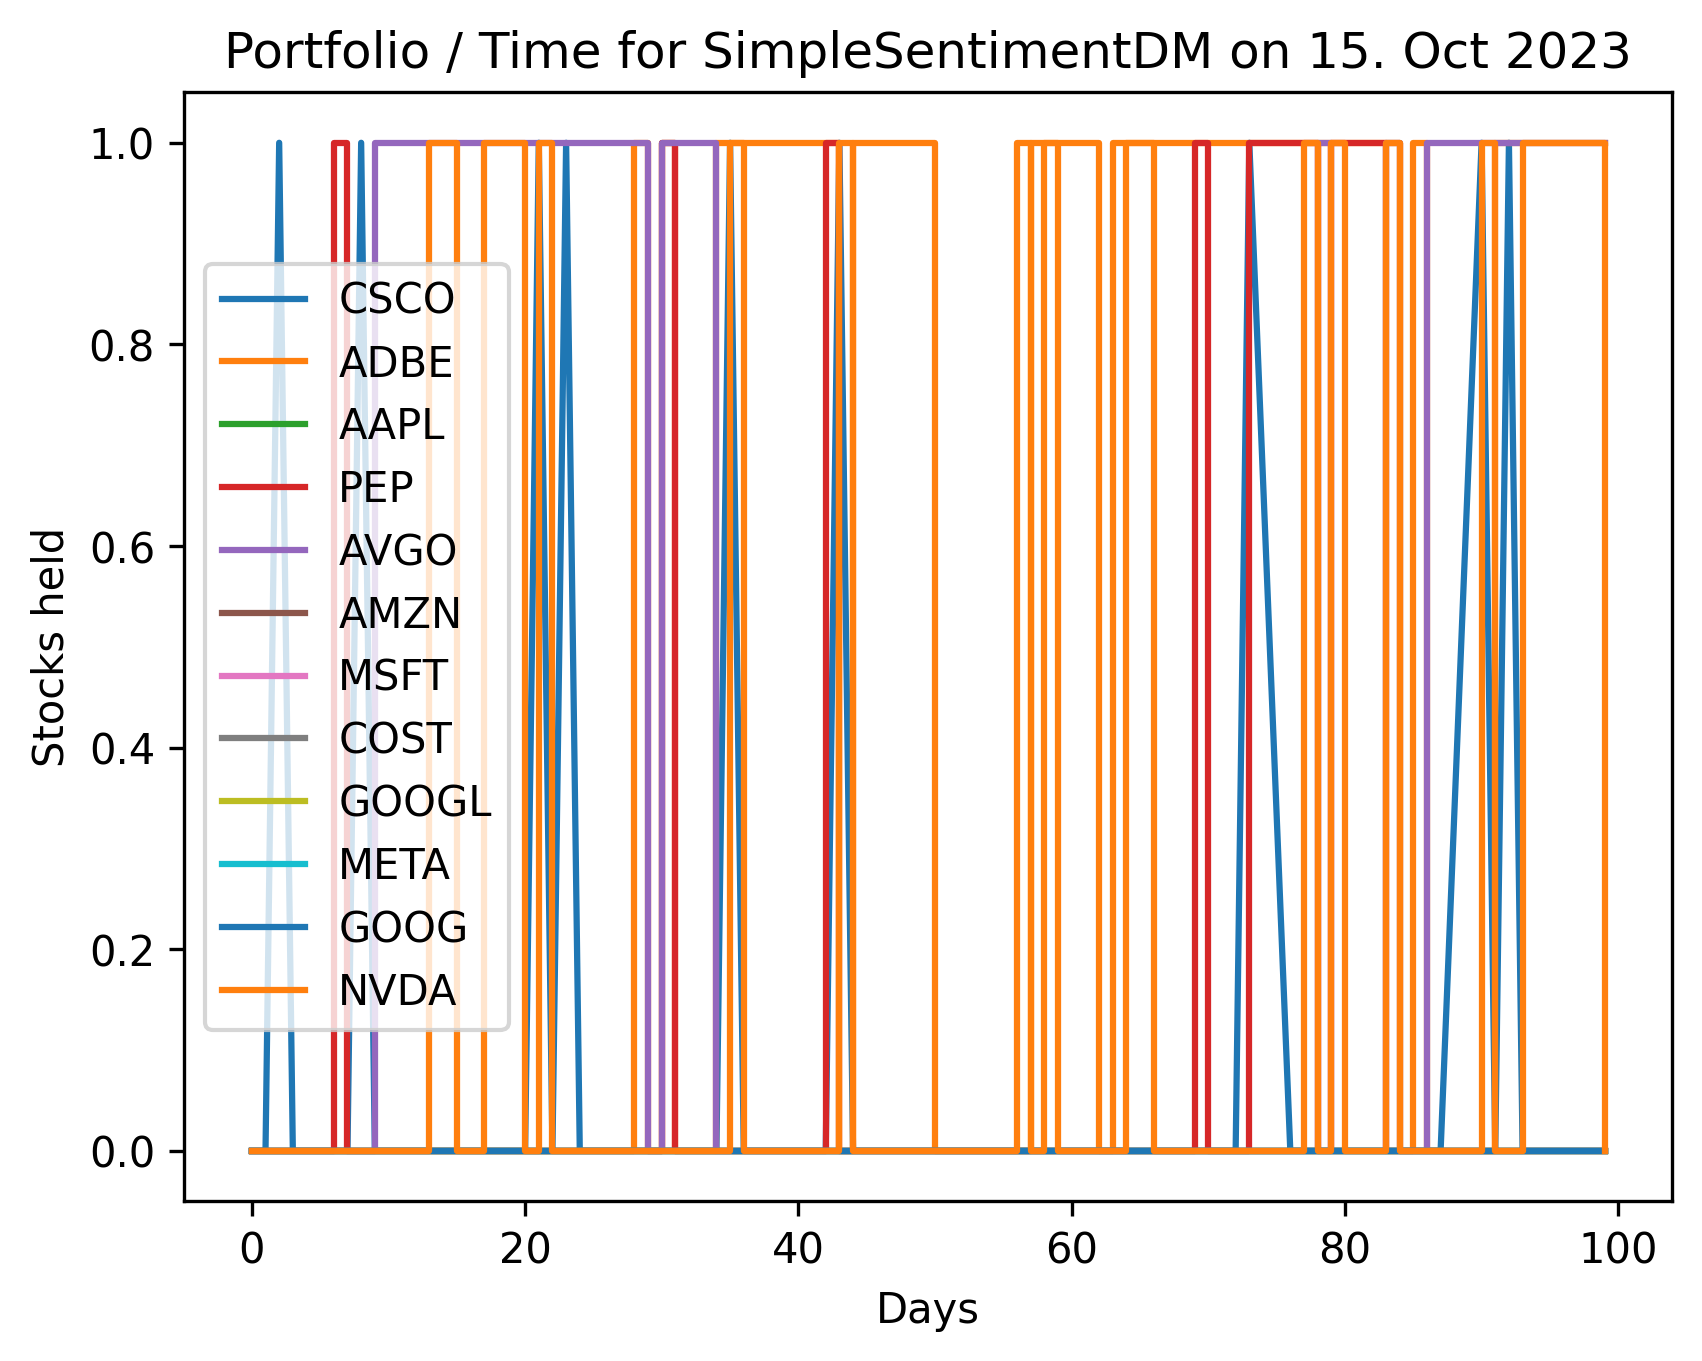 Portfolio / Time for SimpleSentimentDM on 15. Oct 2023
1.0
0.8
0.6
0.4
0.2
0.0
Stocks held
CSCO
ADBE
AAPL
PEP
AVGO
AMZN
MSFT
COST
GOOGL
META
GOOG
NVDA
0 20 40 60 80 100
Days